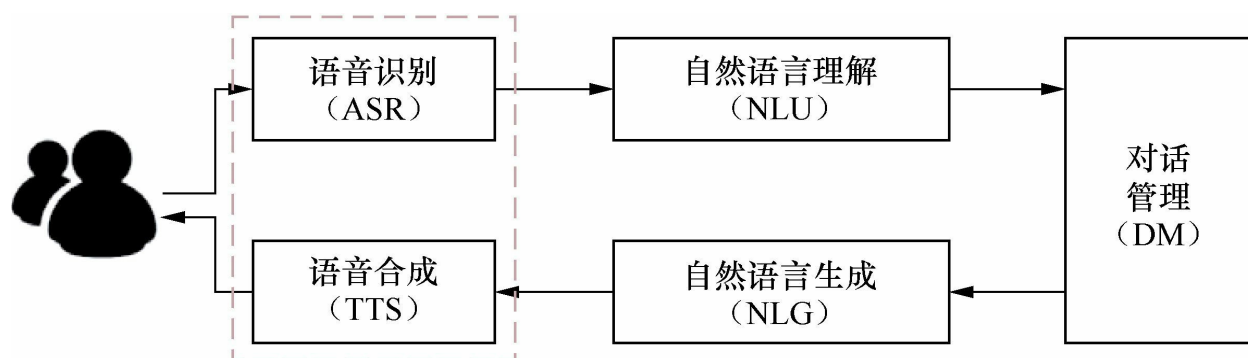 语音识别
（ASR）
自然语言理解
（NLU）
对话
管理
（DM）
语音合成
（TTS）
自然语言生成
（NLG）